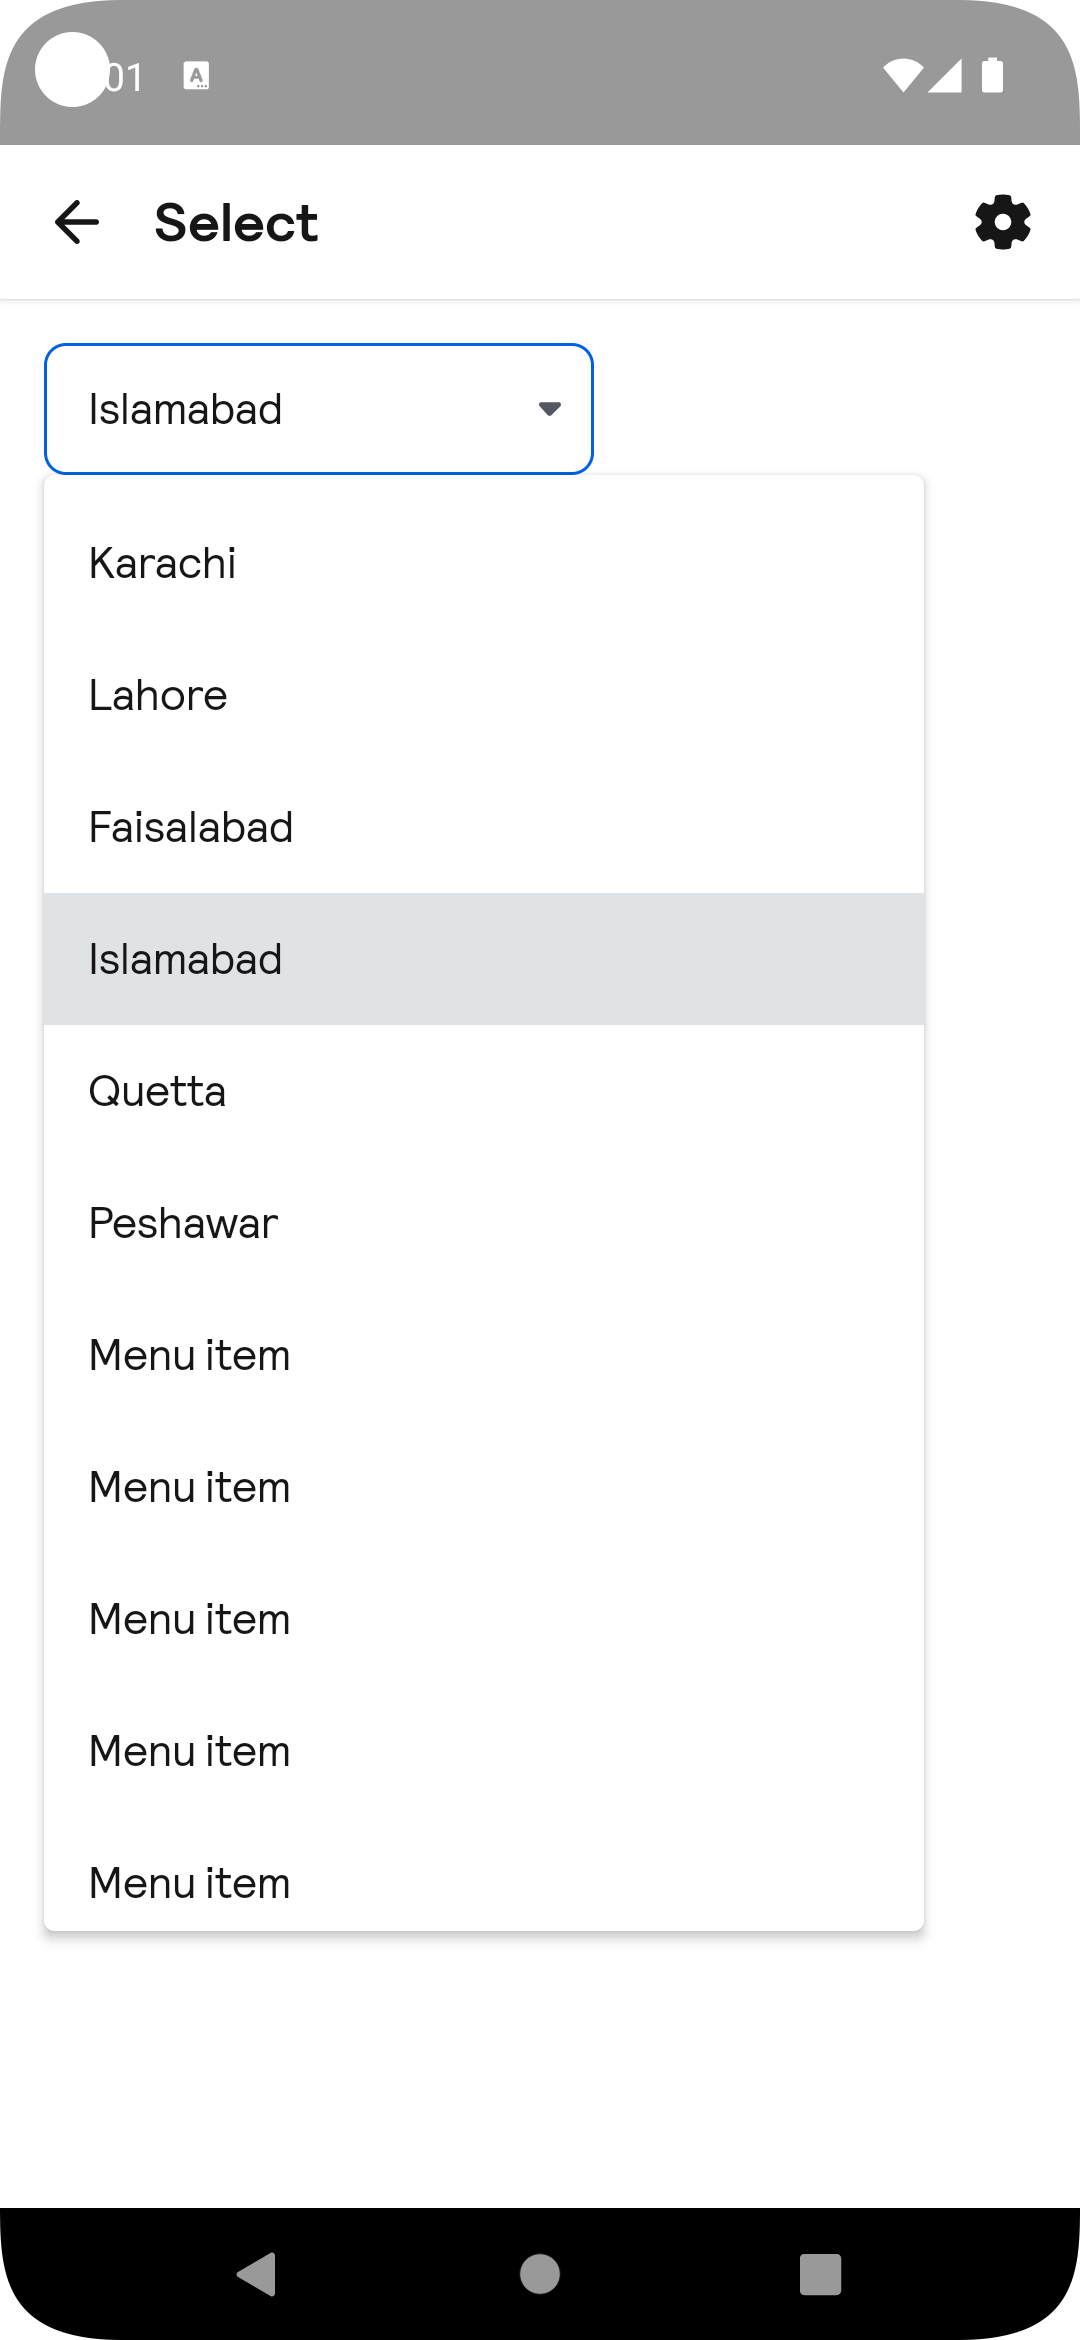 01
Select
Islamabad
Karachi
Lahore
Faisalabad
Islamabad
Quetta
Peshawar
Menu item
Menu item
Menu item
Menu item
Menu item